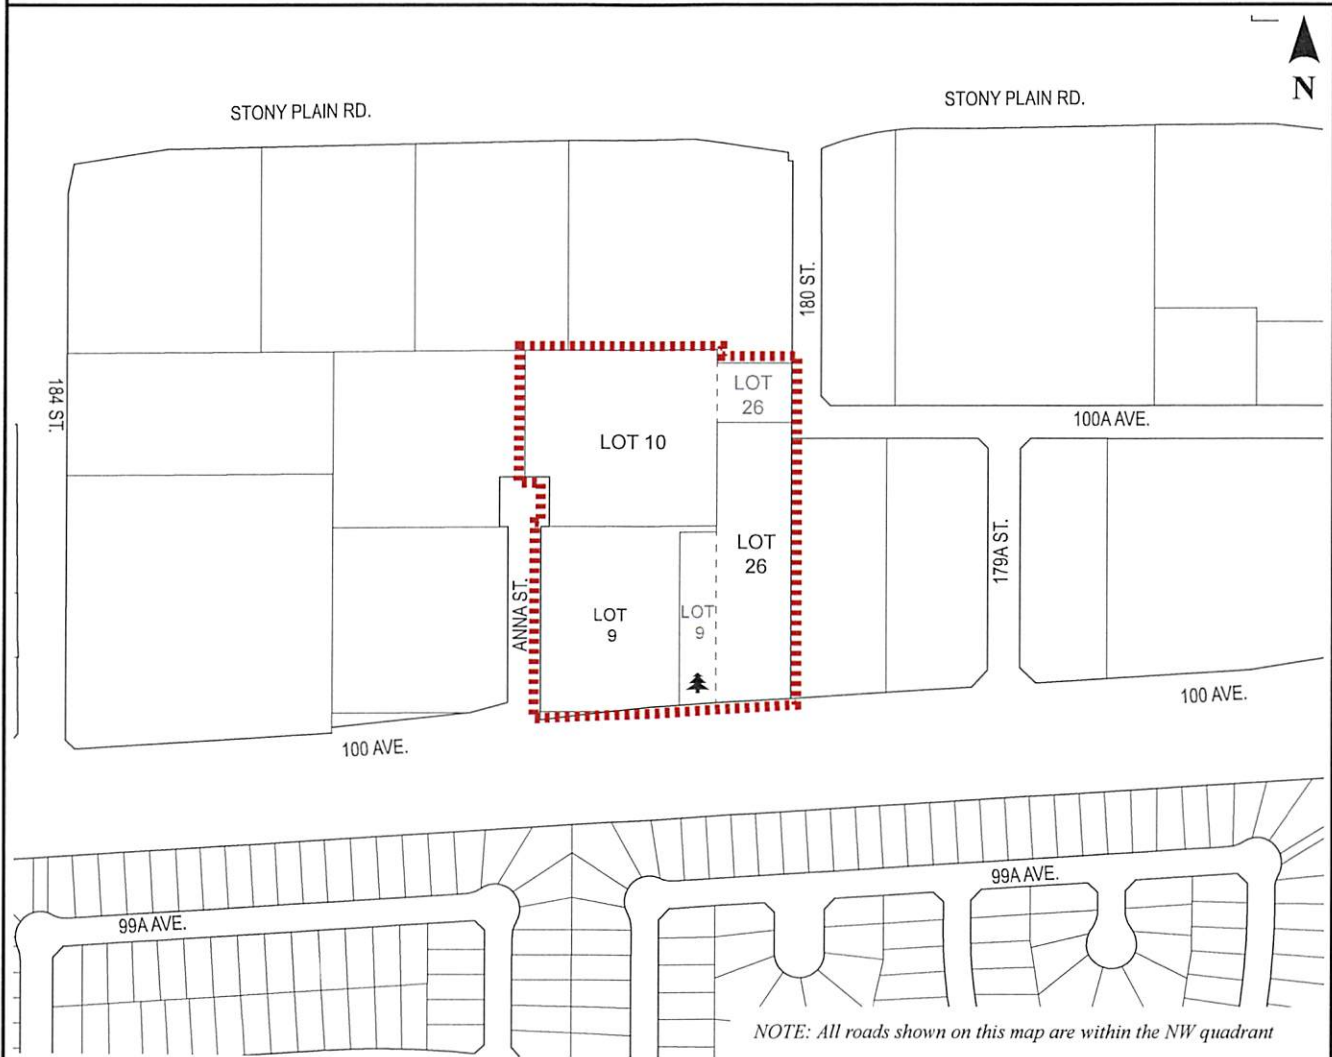 N
STONY PLAIN RD.
STONY PLAIN RD.
180 ST.
184 ST.
LOT
26
100A AVE.
LOT 10
LOT
26
179A ST.
ANNA ST.
LOT
9
LOT
9
100 AVE.
100 AVE.
99A AVE.
99A AVE.
NOTE: All roads shown on this map are within the NW quadrant